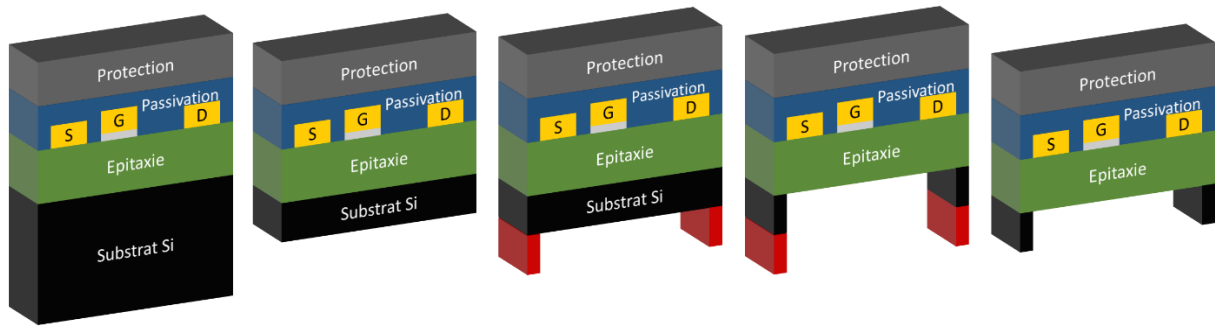 Protection
Passivation
S G D
Epitaxie
Substrat Si
Protection
Passivation
S G D
Epitaxie
Substrat Si
Protection
Passivation
S G D
Epitaxie
Substrat Si
Protection
Passivation
S G D
Epitaxie
Protection
Passivation
S G D
Epitaxie